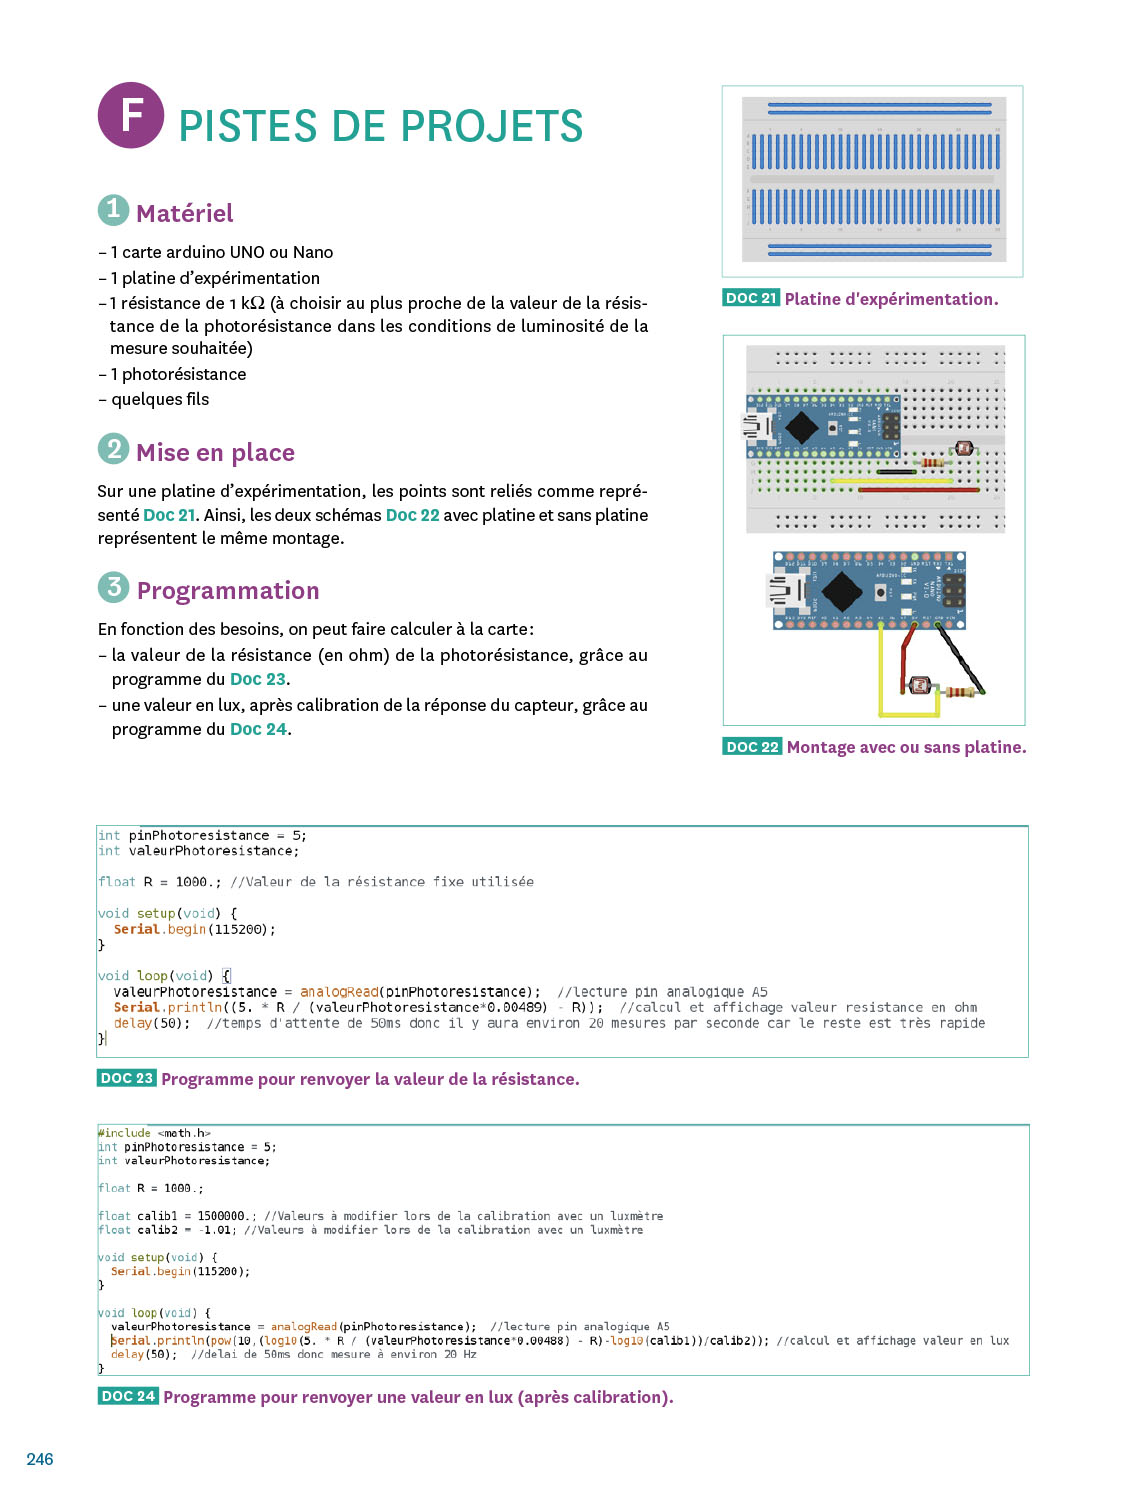 F PISTES DE PROJETS
1 Matériel
– 1 carte arduino UNO ou Nano
– 1 platine d'expérimentation
– 1 résistance de 1 kΩ (à choisir au plus proche de la valeur de la résis-
tance de la photorésistance dans les conditions de luminosité de la
mesure souhaitée)
– 1 photorésistance
– quelques fils
2 Mise en place
Sur une platine d'expérimentation, les points sont reliés comme repré-
senté Doc 21. Ainsi, les deux schémas Doc 22 avec platine et sans platine
représentent le même montage.
3 Programmation
En fonction des besoins, on peut faire calculer à la carte :
– la valeur de la résistance (en ohm) de la photorésistance, grâce au
programme du Doc 23.
– une valeur en lux, après calibration de la réponse du capteur, grâce au
programme du Doc 24.
DOC 21 Platine d'expérimentation.
DOC 22 Montage avec ou sans platine.
int pinPhotoresistance = 5;
int valeurPhotoresistance;
float R = 1000.; //Valeur de la résistance fixe utilisée
void setup(void) {
Serial.begin(115200);
}
void loop(void) {
valeurPhotoresistance = analogRead(pinPhotoresistance); //lecture pin analogique A5
Serial.println((5. * R / (valeurPhotoresistance*0.00489) - R)); //calcul et affichage valeur resistance en ohm
delay(50); //temps d'attente de 50ms donc il y aura environ 20 mesures par seconde car le reste est très rapide
}
DOC 23 Programme pour renvoyer la valeur de la résistance.
#include <math.h>
int pinPhotoresistance = 5;
int valeurPhotoresistance;
float R = 1000.;
float calib1 = 1500000.; //Valeurs à modifier lors de la calibration avec un luxmètre
float calib2 = -1.01; //Valeurs à modifier lors de la calibration avec un luxmètre
void setup(void) {
Serial.begin(115200);
}
void loop(void) {
valeurPhotoresistance = analogRead(pinPhotoresistance); //lecture pin analogique A5
Serial.println(pow(10,(log10(5. * R / (valeurPhotoresistance*0.00488) - R)-log10(calib1))/calib2)); //calcul et affichage valeur en lux
delay(50); //delai de 50ms donc mesure à environ 20 Hz
}
DOC 24 Programme pour renvoyer une valeur en lux (après calibration).
246